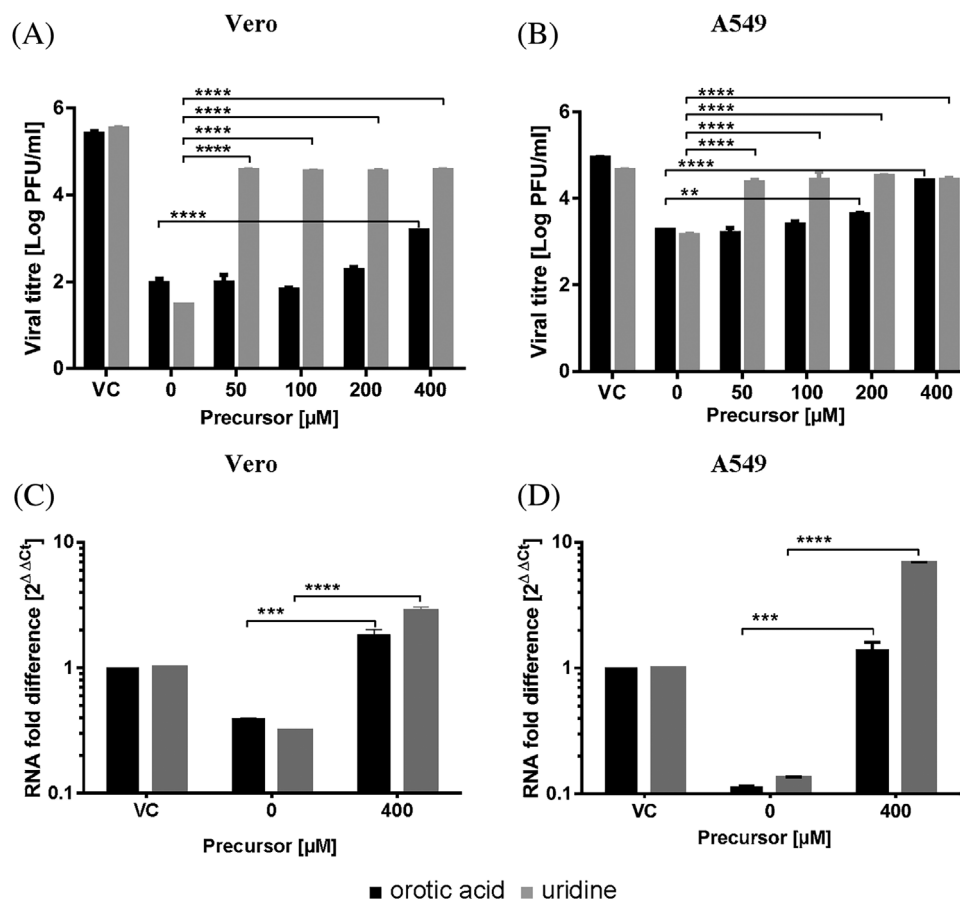 (A)
Vero
Viral titre [Log PFU/ml]
6
4
2
0
****
****
****
****
****
VC 0 50 100 200 400
Precursor [µM]
(B)
A549
Viral titre [Log PFU/ml]
6
4
2
0
****
****
****
****
****
**
VC 0 50 100 200 400
Precursor [µM]
(C)
Vero
RNA fold difference [2^Δ ΔCt]
10
1
0.1
****
***
VC 0 400
Precursor [µM]
(D)
A549
RNA fold difference [2^Δ ΔCt]
10
1
0.1
****
***
VC 0 400
Precursor [µM]
orotic acid uridine